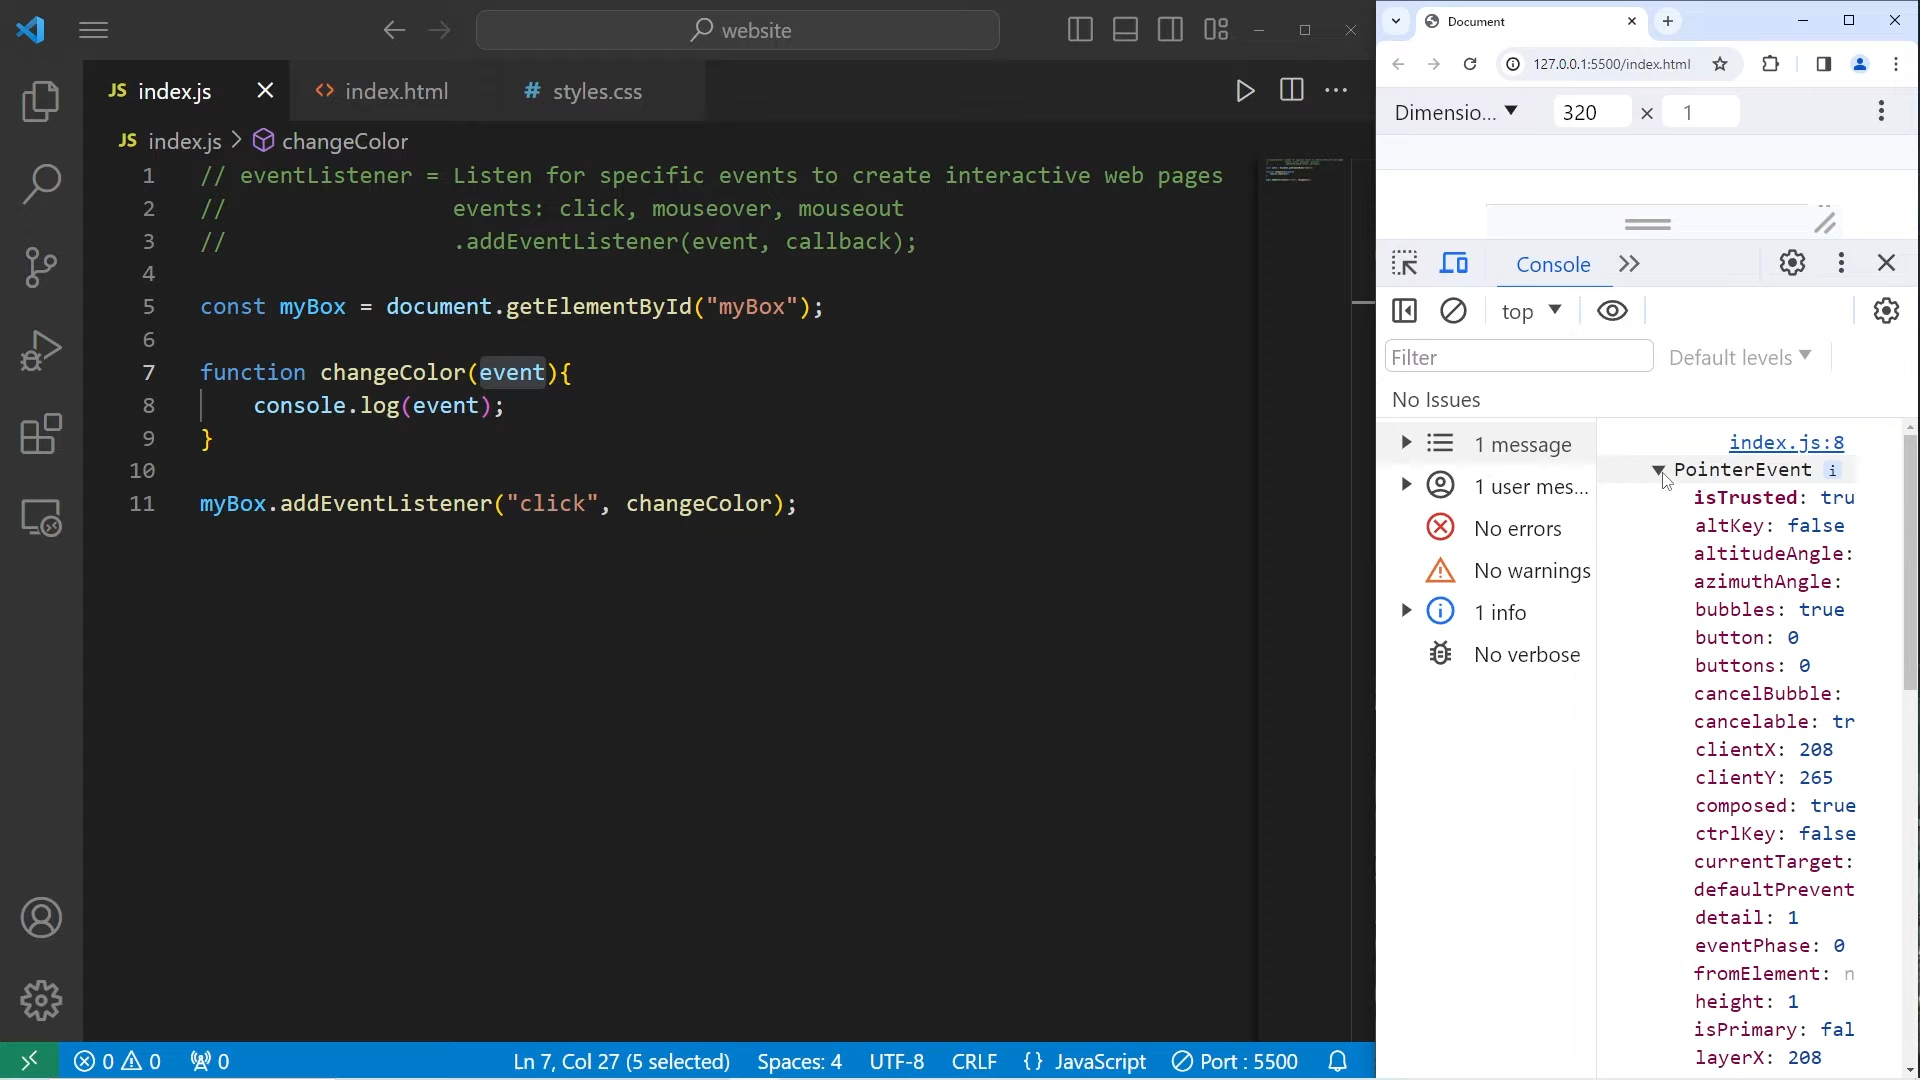 website
JS index.js
<> index.html
# styles.css
JS index.js > changeColor
1 // eventListener = Listen for specific events to create interactive web pages
2 // events: click, mouseover, mouseout
3 // .addEventListener(event, callback);
4
5 const myBox = document.getElementById("myBox");
6
7 function changeColor(event){
8 console.log(event);
9 }
10
11 myBox.addEventListener("click", changeColor);
0 0
0
Ln 7, Col 27 (5 selected)
Spaces: 4
UTF-8
CRLF
{} JavaScript
Port : 5500
Document
127.0.0.1:5500/index.html
Dimensio...
320 × 1
Console
top
Filter
Default levels
No Issues
1 message
1 user mes...
No errors
No warnings
1 info
No verbose
index.js:8
PointerEvent i
isTrusted: tru
altKey: false
altitudeAngle:
azimuthAngle:
bubbles: true
button: 0
buttons: 0
cancelBubble:
cancelable: tr
clientX: 208
clientY: 265
composed: true
ctrlKey: false
currentTarget:
defaultPrevent
detail: 1
eventPhase: 0
fromElement: n
height: 1
isPrimary: fal
layerX: 208